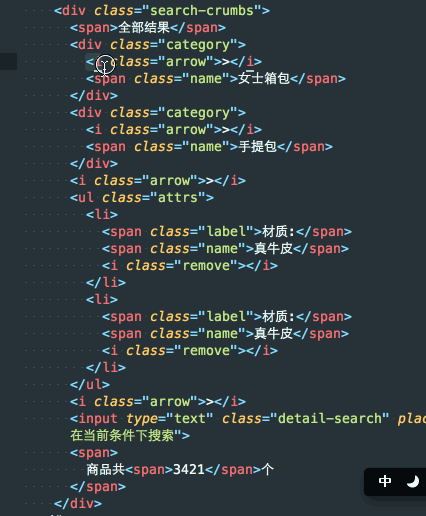 <div class="search-crumbs">
<span>全部结果</span>
<div class="category">
<i class="arrow">></i>
<span class="name">女士箱包</span>
</div>
<div class="category">
<i class="arrow">></i>
<span class="name">手提包</span>
</div>
<i class="arrow">></i>
<ul class="attrs">
<li>
<span class="label">材质:</span>
<span class="name">真牛皮</span>
<i class="remove"></i>
</li>
<li>
<span class="label">材质:</span>
<span class="name">真牛皮</span>
<i class="remove"></i>
</li>
</ul>
<i class="arrow">></i>
<input type="text" class="detail-search" plac
在当前条件下搜索">
<span>
商品共<span>3421</span>个
</span>
</div>
中